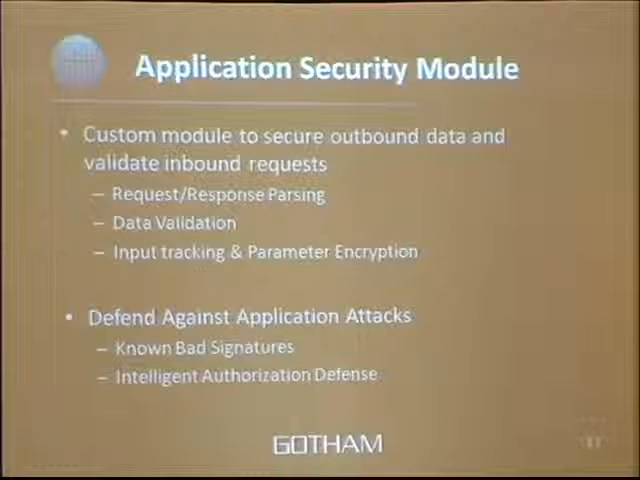 Application Security Module
• Custom module to secure outbound data and
validate inbound requests
– Request/Response Parsing
– Data Validation
– Input tracking & Parameter Encryption
• Defend Against Application Attacks
– Known Bad Signatures
– Intelligent Authorization Defense
GOTHAM